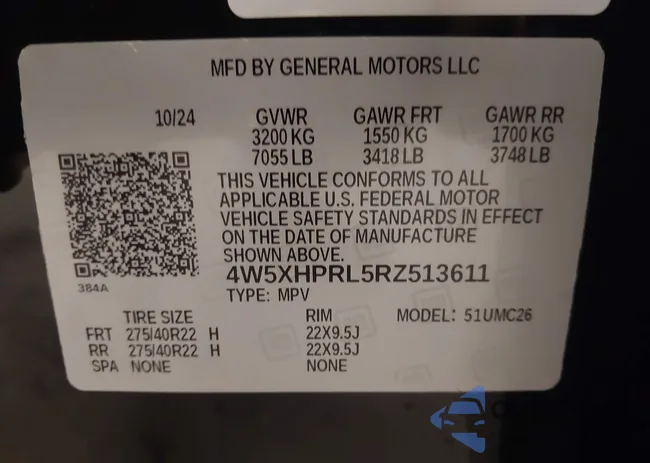 MFD BY GENERAL MOTORS LLC
10/24 GVWR GAWR FRT GAWR RR
3200 KG 1550 KG 1700 KG
7055 LB 3418 LB 3748 LB
THIS VEHICLE CONFORMS TO ALL
APPLICABLE U.S. FEDERAL MOTOR
VEHICLE SAFETY STANDARDS IN EFFECT
ON THE DATE OF MANUFACTURE
SHOWN ABOVE.
4W5XHPRL5RZ513611
384A
TYPE: MPV
TIRE SIZE RIM MODEL: 51UMC26
FRT 275/40R22 H 22X9.5J
RR 275/40R22 H 22X9.5J
SPA NONE NONE